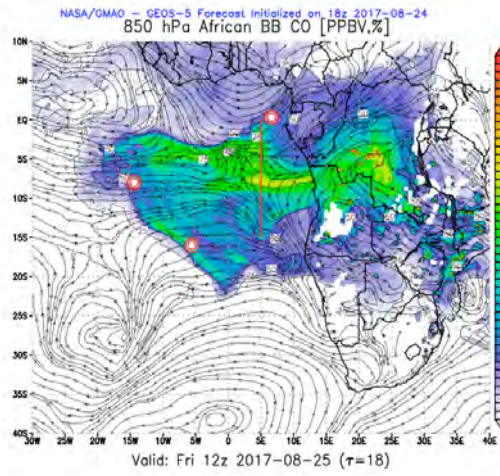 NASA/GMAO - GEOS-5 Forecast Initialized on 18z 2017-08-24
850 hPa African BB CO [PPBV,%]
10N
5N
EQ
5S
10S
15S
20S
25S
30S
35S
40S
30W 25W 20W 15W 10W 5W 0 5E 10E 15E 20E 25E 30E 35E 40E
Valid: Fri 12z 2017-08-25 (τ=18)